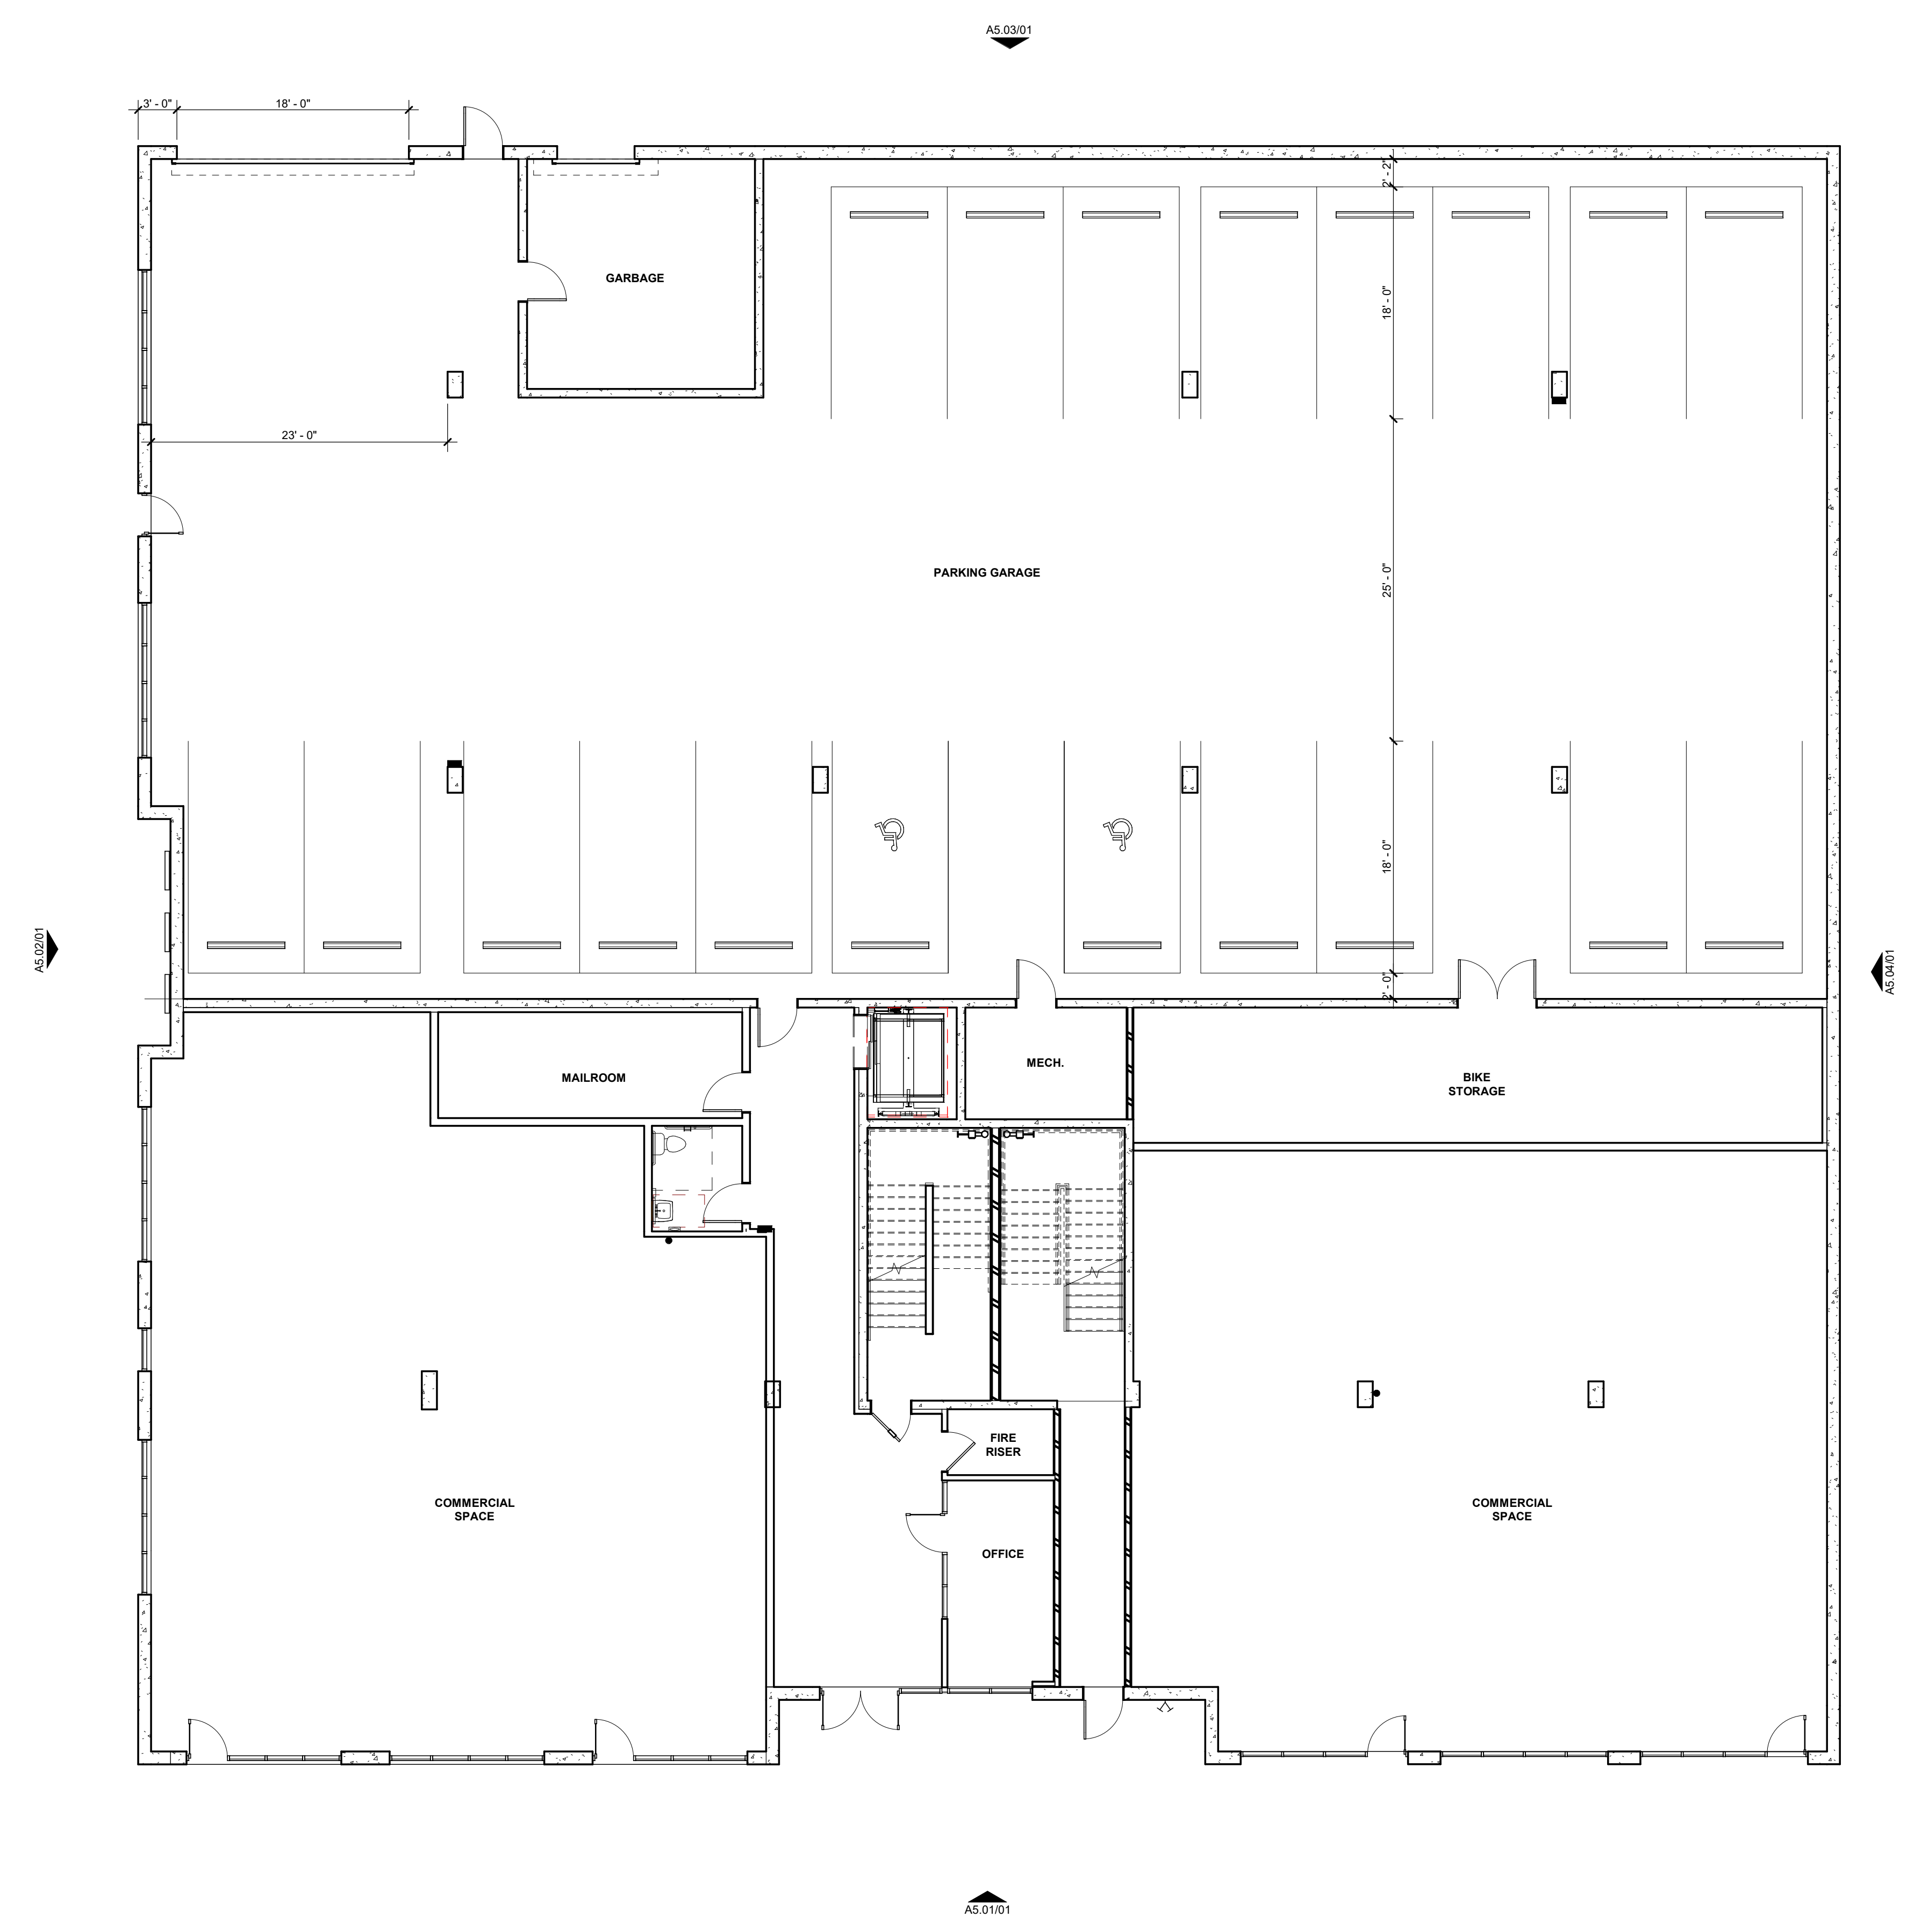 A5.03/01
3' - 0"
18' - 0"
2' - 2"
GARBAGE
18' - 0"
23' - 0"
PARKING GARAGE
25' - 0"
18' - 0"
A5.02/01
A5.04/01
2' - 0"
MAILROOM
MECH.
BIKE
STORAGE
FIRE
RISER
COMMERCIAL
SPACE
COMMERCIAL
SPACE
OFFICE
A5.01/01